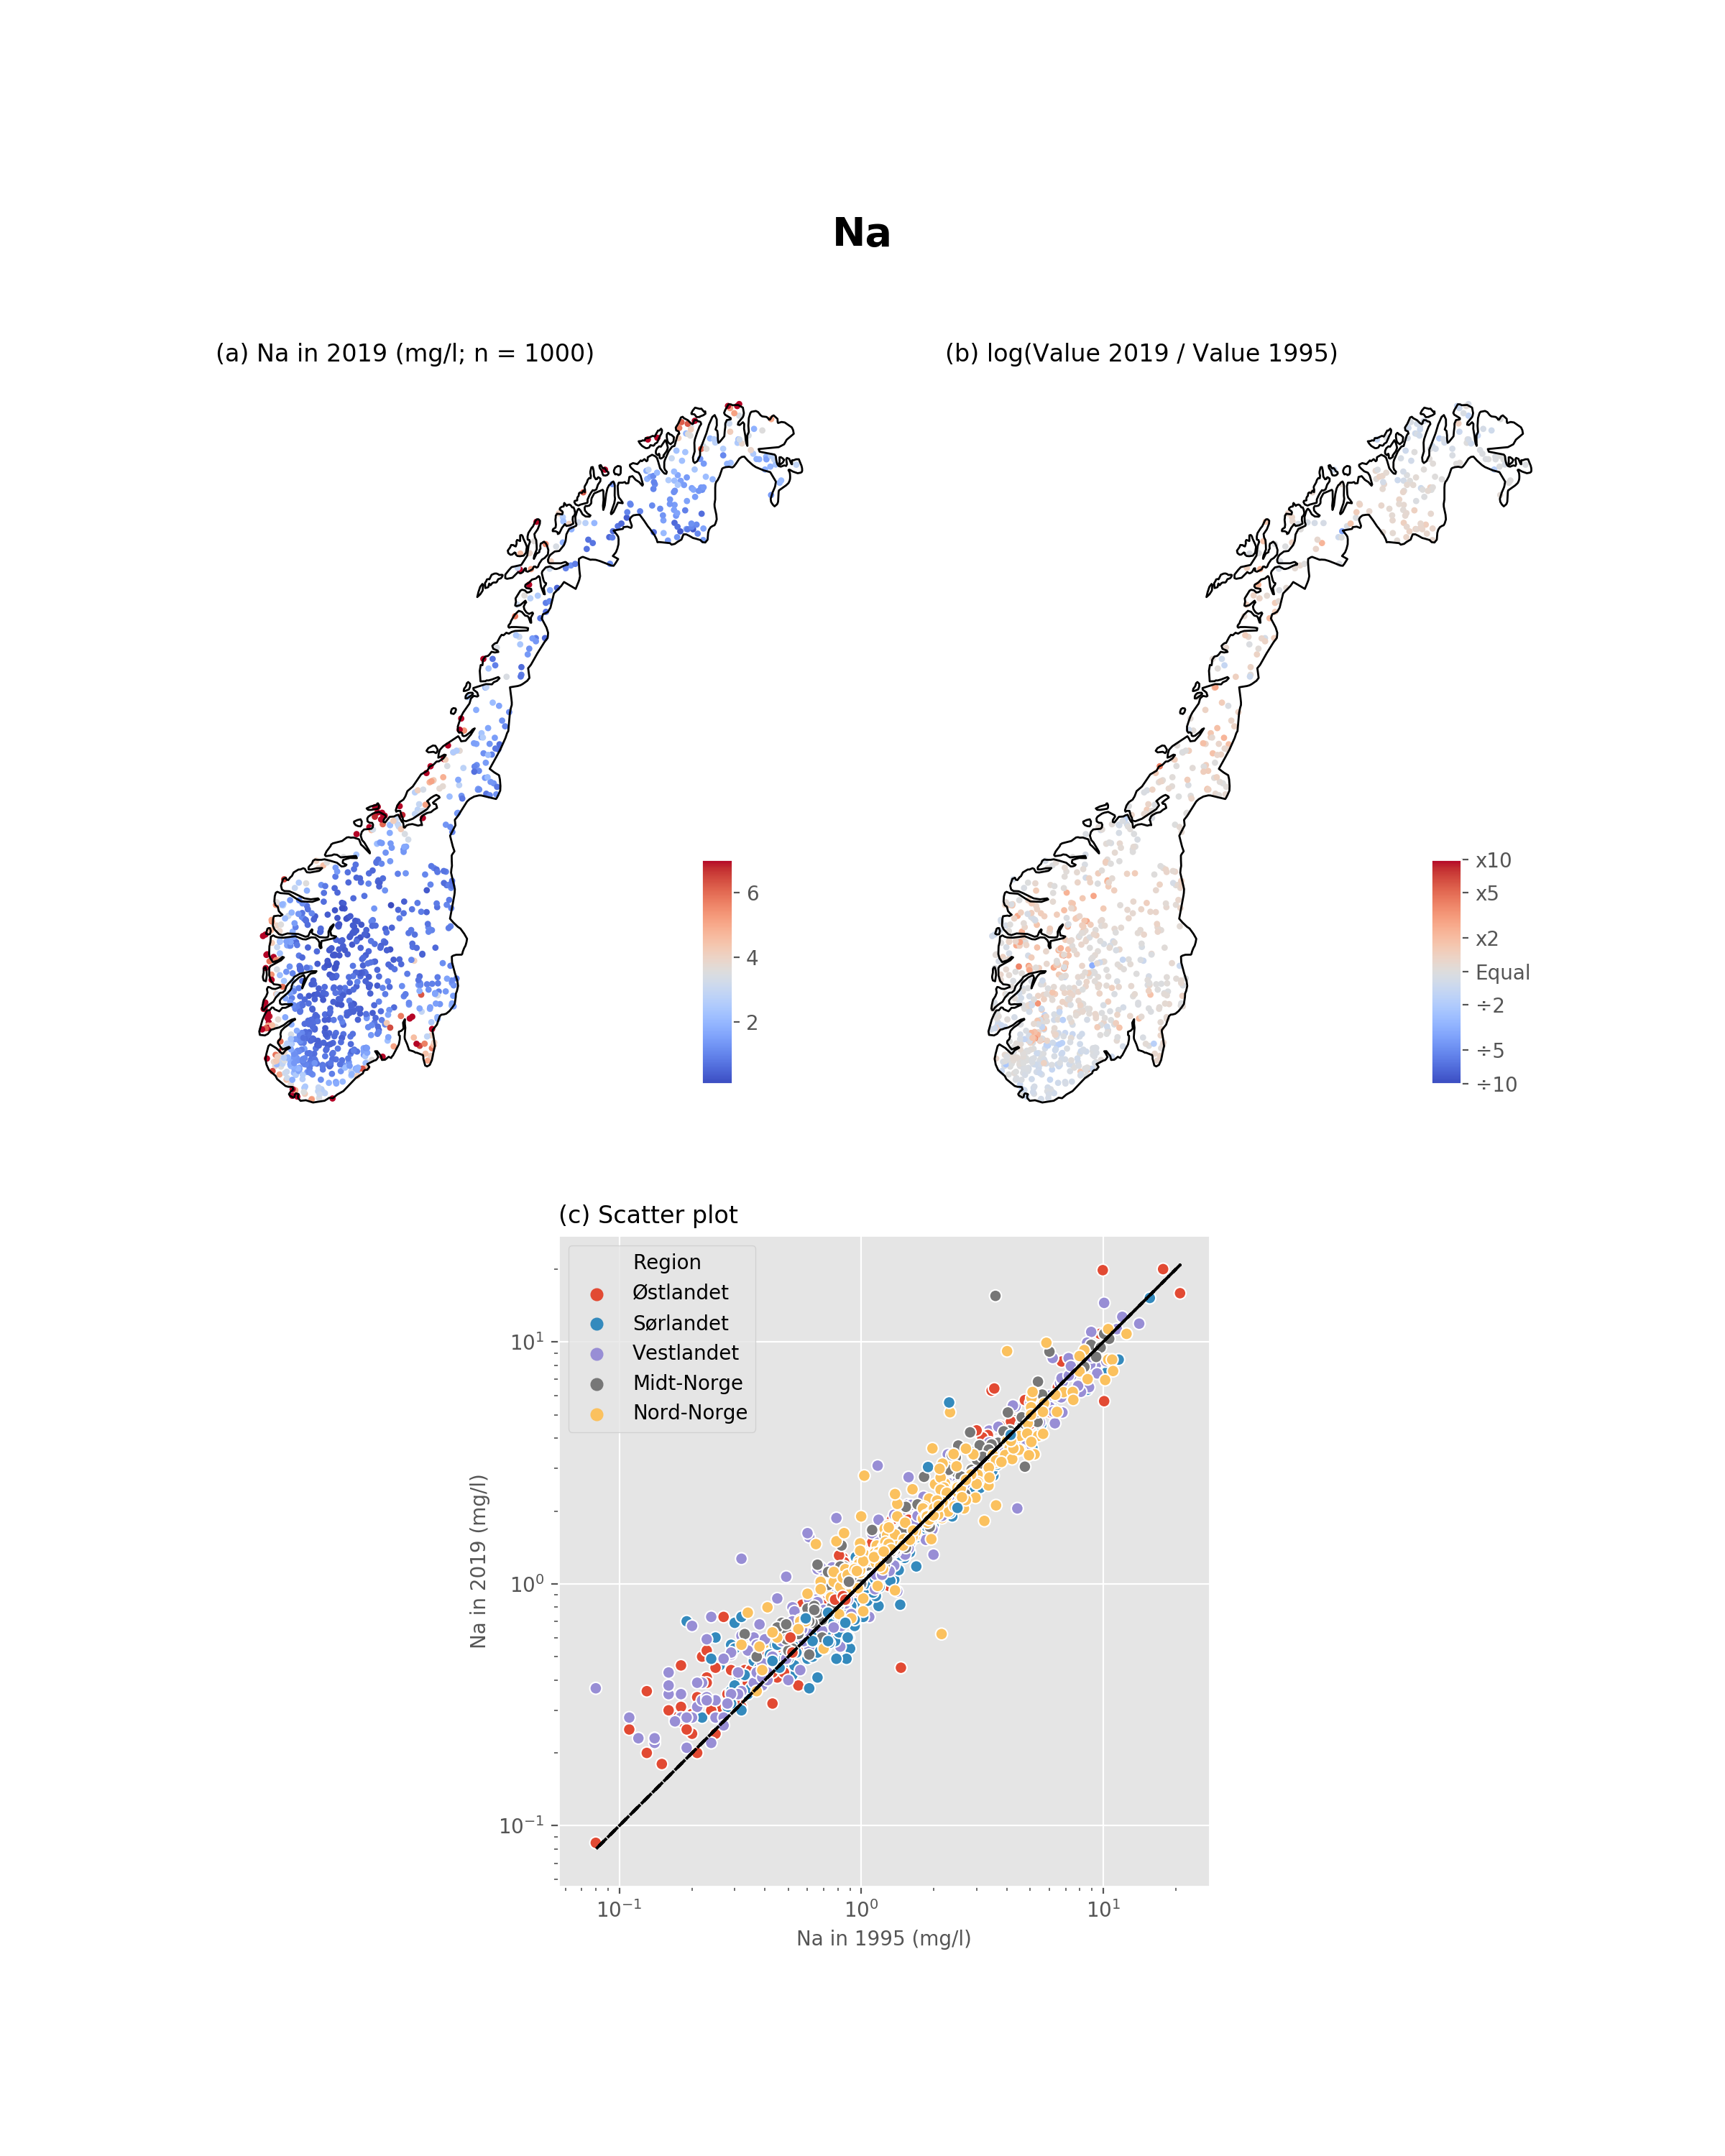 Na
(a) Na in 2019 (mg/l; n = 1000)
(b) log(Value 2019 / Value 1995)
6
4
2
x10
x5
x2
Equal
÷2
÷5
÷10
(c) Scatter plot
Region
Østlandet
Sørlandet
Vestlandet
Midt-Norge
Nord-Norge
Na in 2019 (mg/l)
10¹
10⁰
10⁻¹
10⁻¹ 10⁰ 10¹
Na in 1995 (mg/l)